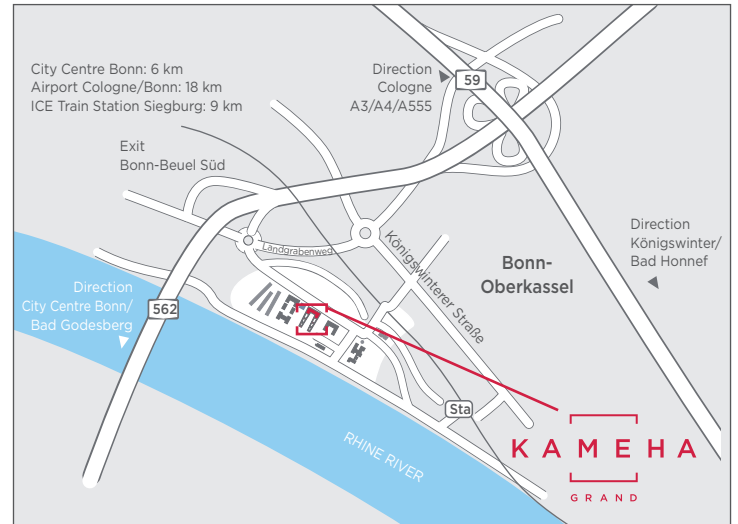 City Centre Bonn: 6 km
Airport Cologne/Bonn: 18 km
ICE Train Station Siegburg: 9 km
Direction
Cologne
A3/A4/A555
59
Exit
Bonn-Beuel Süd
Landgrabenweg
Königswinterer Straße
Bonn-
Oberkassel
Direction
Königswinter/
Bad Honnef
Direction
City Centre Bonn/
Bad Godesberg
562
Sta
RHINE RIVER
KAMEHA
GRAND